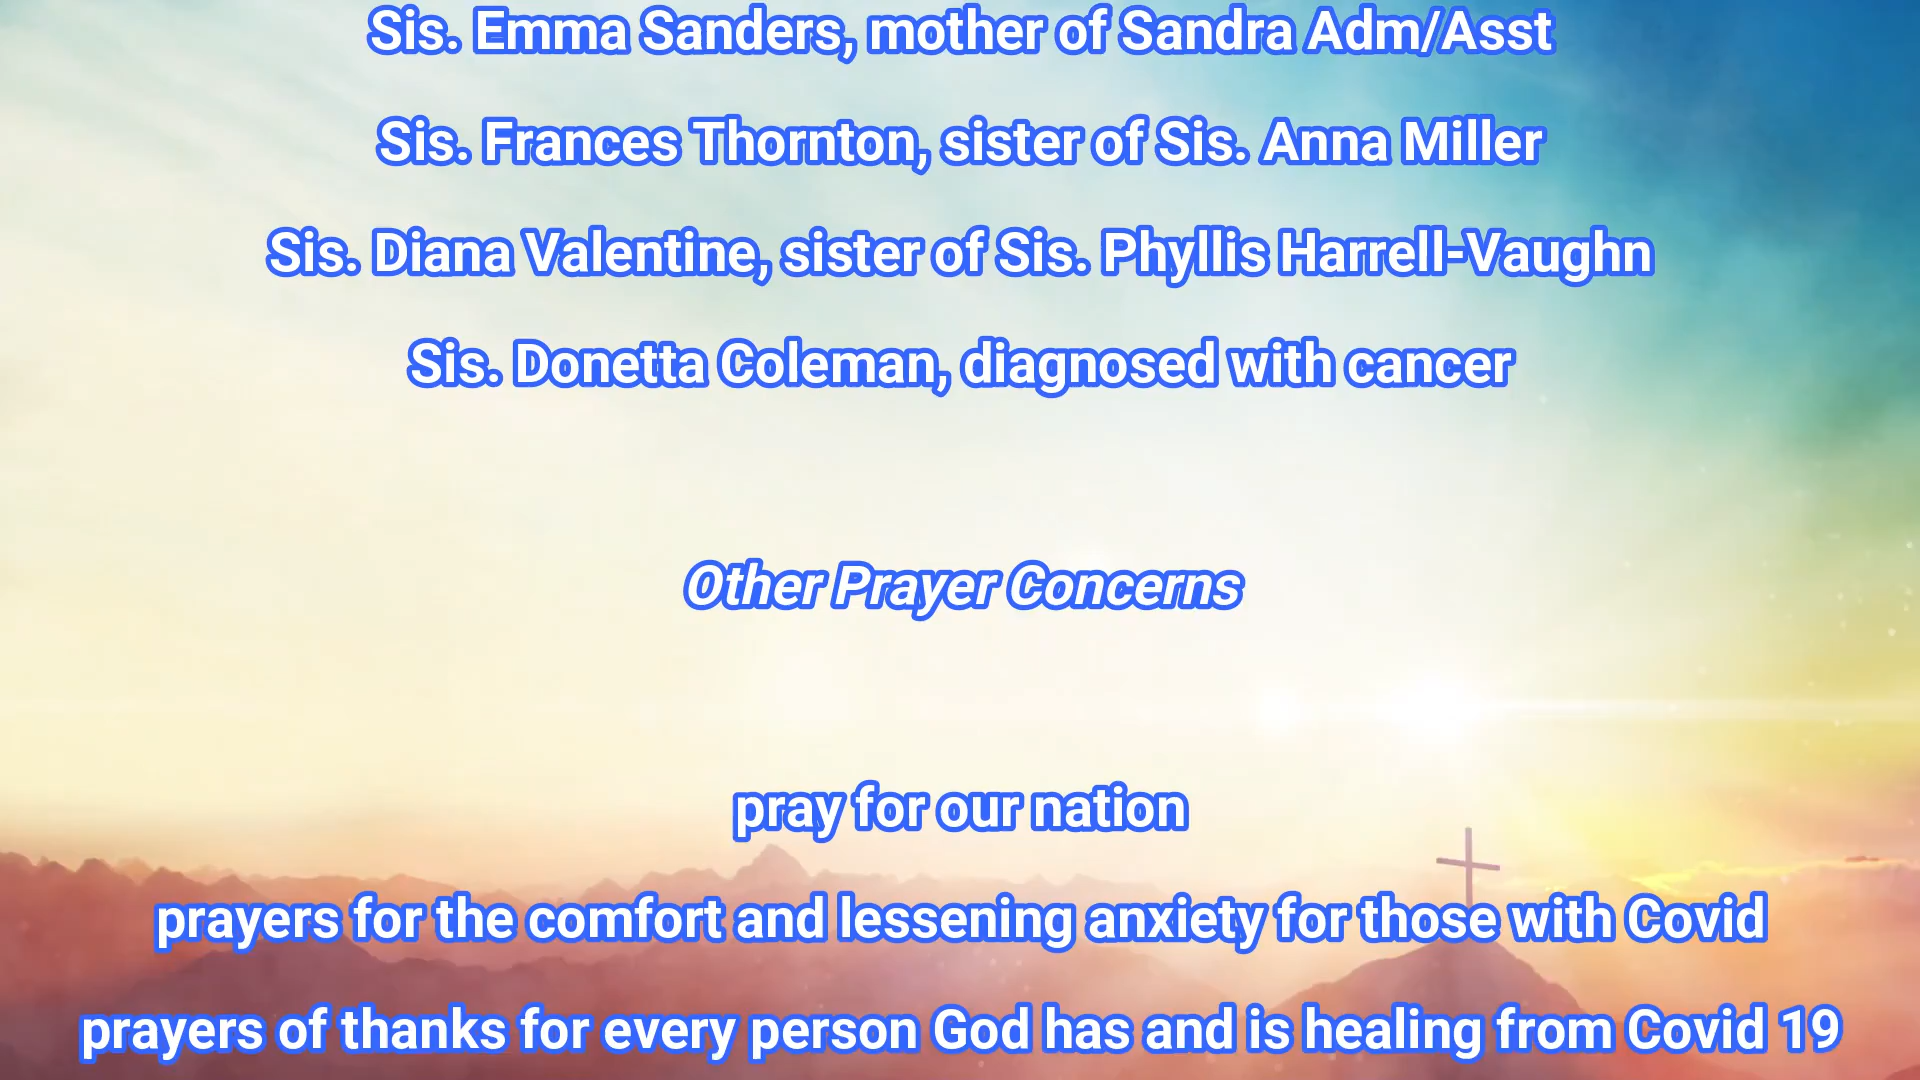 Sis. Emma Sanders, mother of Sandra Adm/Asst
Sis. Frances Thornton, sister of Sis. Anna Miller
Sis. Diana Valentine, sister of Sis. Phyllis Harrell-Vaughn
Sis. Donetta Coleman, diagnosed with cancer
Other Prayer Concerns
pray for our nation
prayers for the comfort and lessening anxiety for those with Covid
prayers of thanks for every person God has and is healing from Covid 19